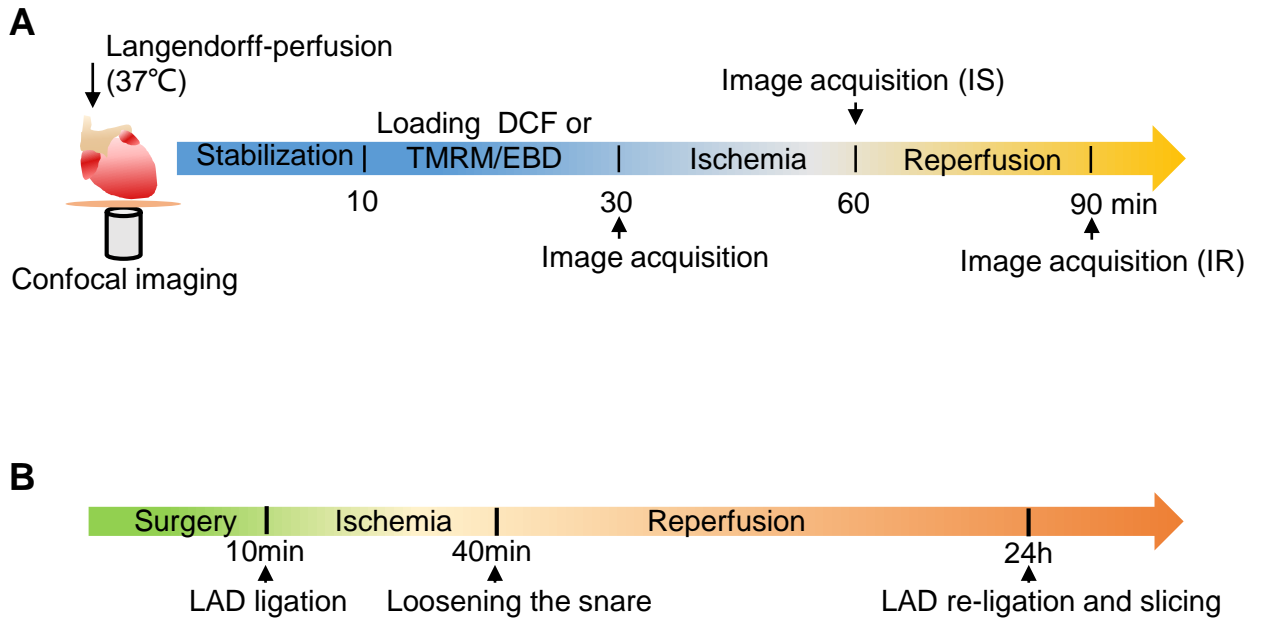 A
Langendorff-perfusion
(37℃)
Image acquisition (IS)
Loading DCF or
Stabilization TMRM/EBD Ischemia Reperfusion
10 30 60 90 min
Image acquisition
Image acquisition (IR)
Confocal imaging
B
Surgery Ischemia Reperfusion
10min 40min 24h
LAD ligation Loosening the snare LAD re-ligation and slicing